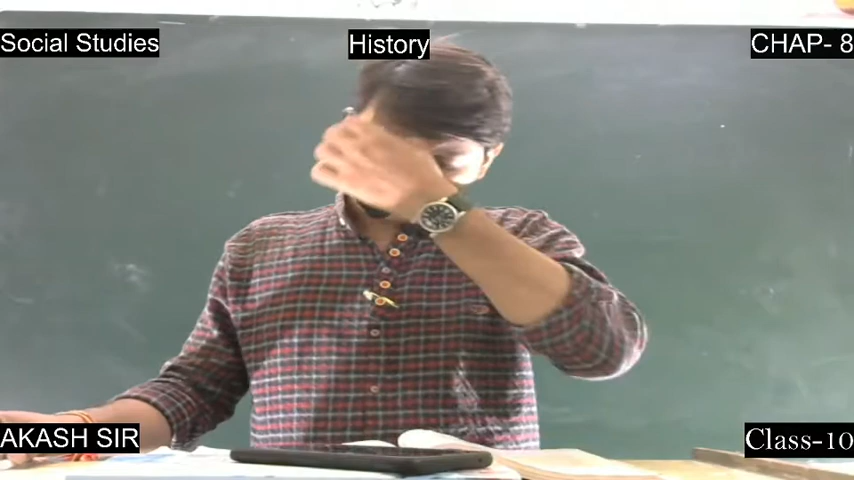 Social Studies
History
CHAP- 8
AKASH SIR
Class-10